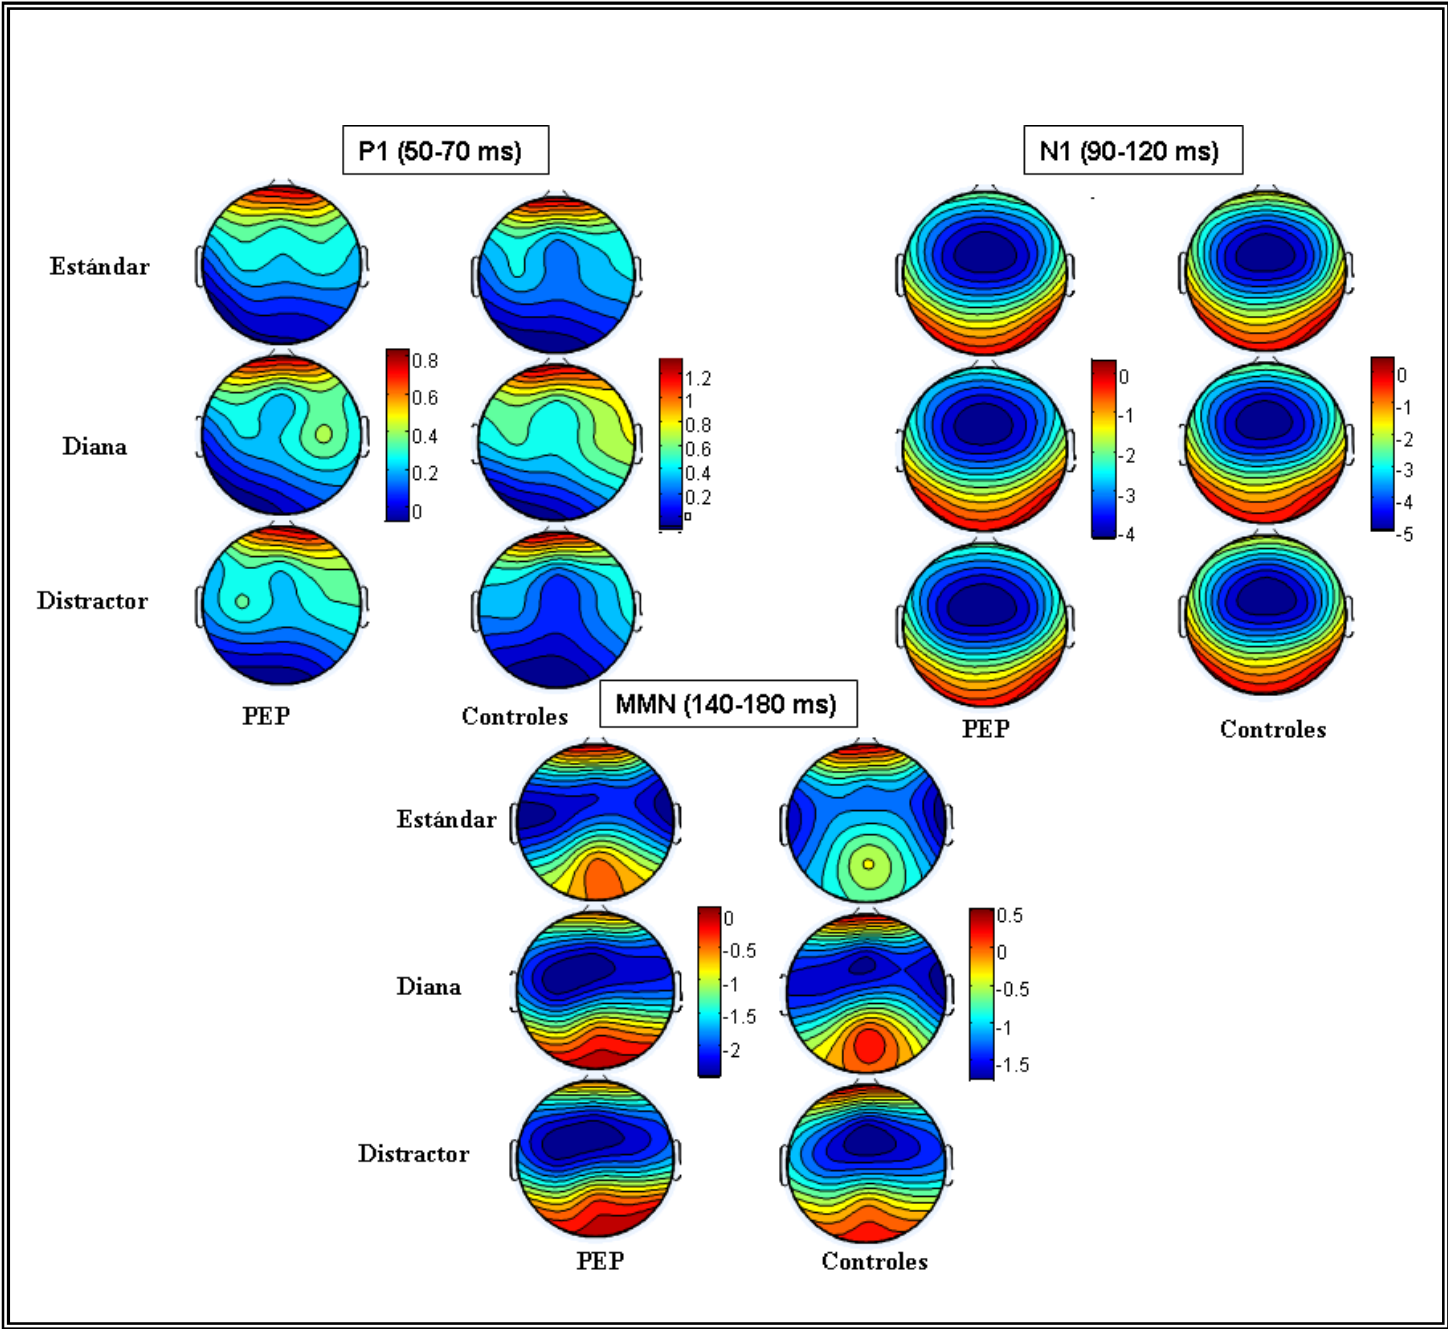 P1 (50-70 ms)
N1 (90-120 ms)
Estándar
Diana
Distractor
0.8
0.6
0.4
0.2
0
1.2
1
0.8
0.6
0.4
0.2
0
0
-1
-2
-3
-4
0
-1
-2
-3
-4
-5
PEP
Controles
PEP
Controles
MMN (140-180 ms)
Estándar
Diana
Distractor
0
-0.5
-1
-1.5
-2
0.5
0
-0.5
-1
-1.5
PEP
Controles